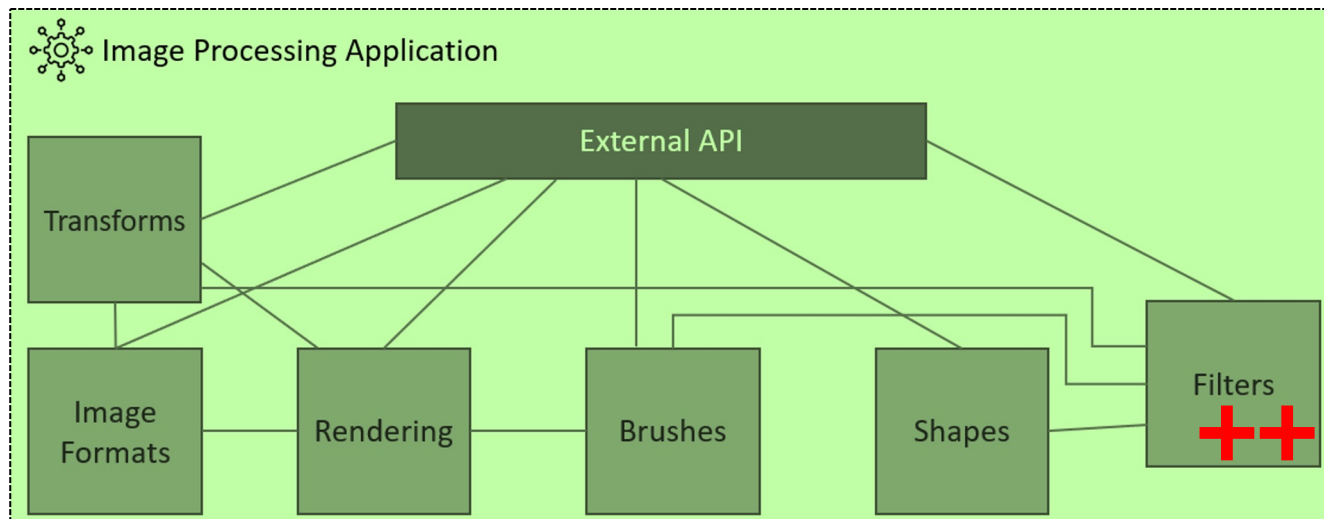 Image Processing Application
External API
Transforms
Image
Formats
Rendering
Brushes
Shapes
Filters
++